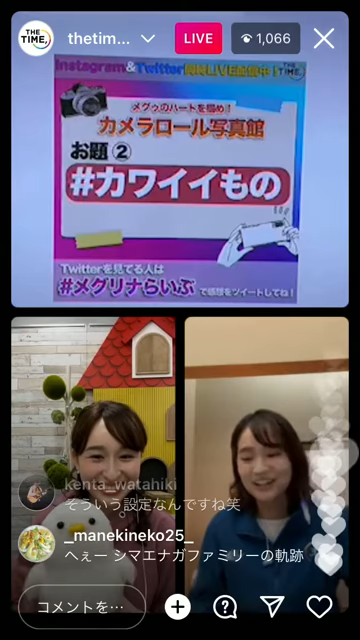 THE TIME,
thetim...
LIVE
1,066
Instagram&Twitter同時LIVE配信中!
THE TIME,
メグゥのハートを掴め!
カメラロール写真館
お題②
#カワイイもの
Twitterを見てる人は
#メグリナらいぶ で感想をツイートしてね!
kenta_watahiki
そういう設定なんですね笑
_manekineko25_
へぇー シマエナガファミリーの軌跡
コメントを…